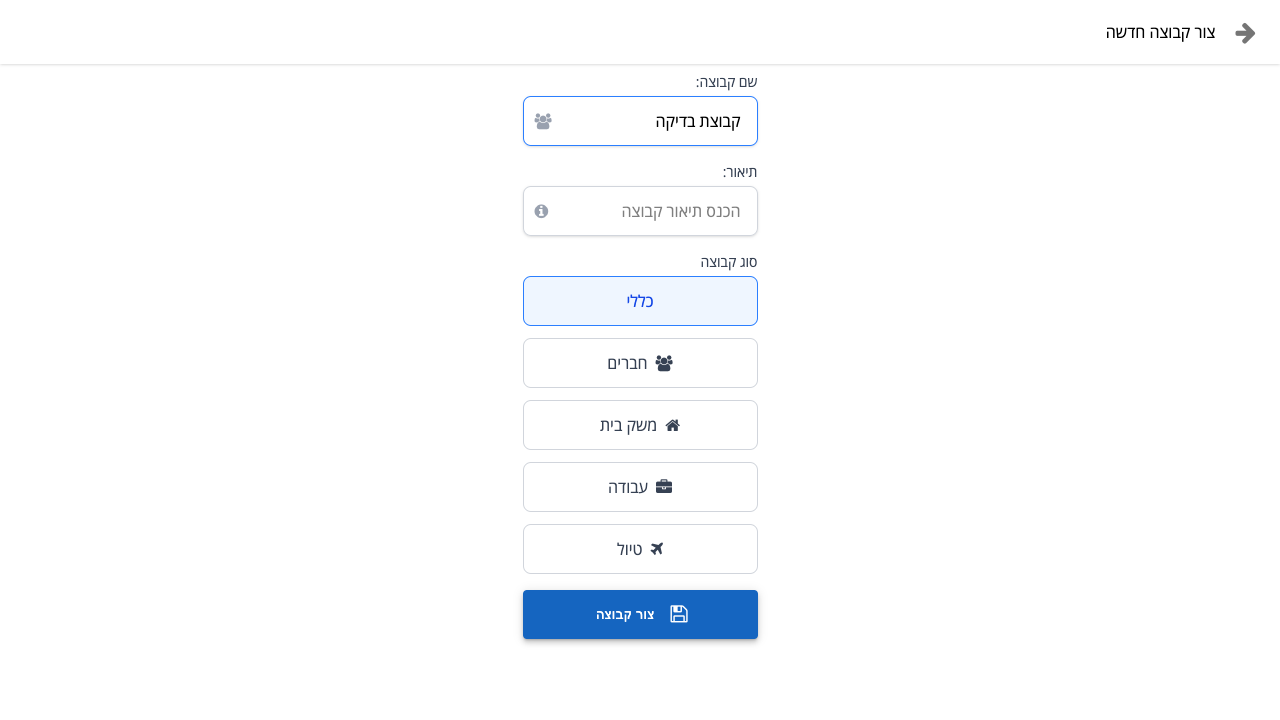 צור קבוצה חדשה
שם קבוצה:
קבוצת בדיקה
תיאור:
הכנס תיאור קבוצה
סוג קבוצה
כללי
חברים
משק בית
עבודה
טיול
צור קבוצה